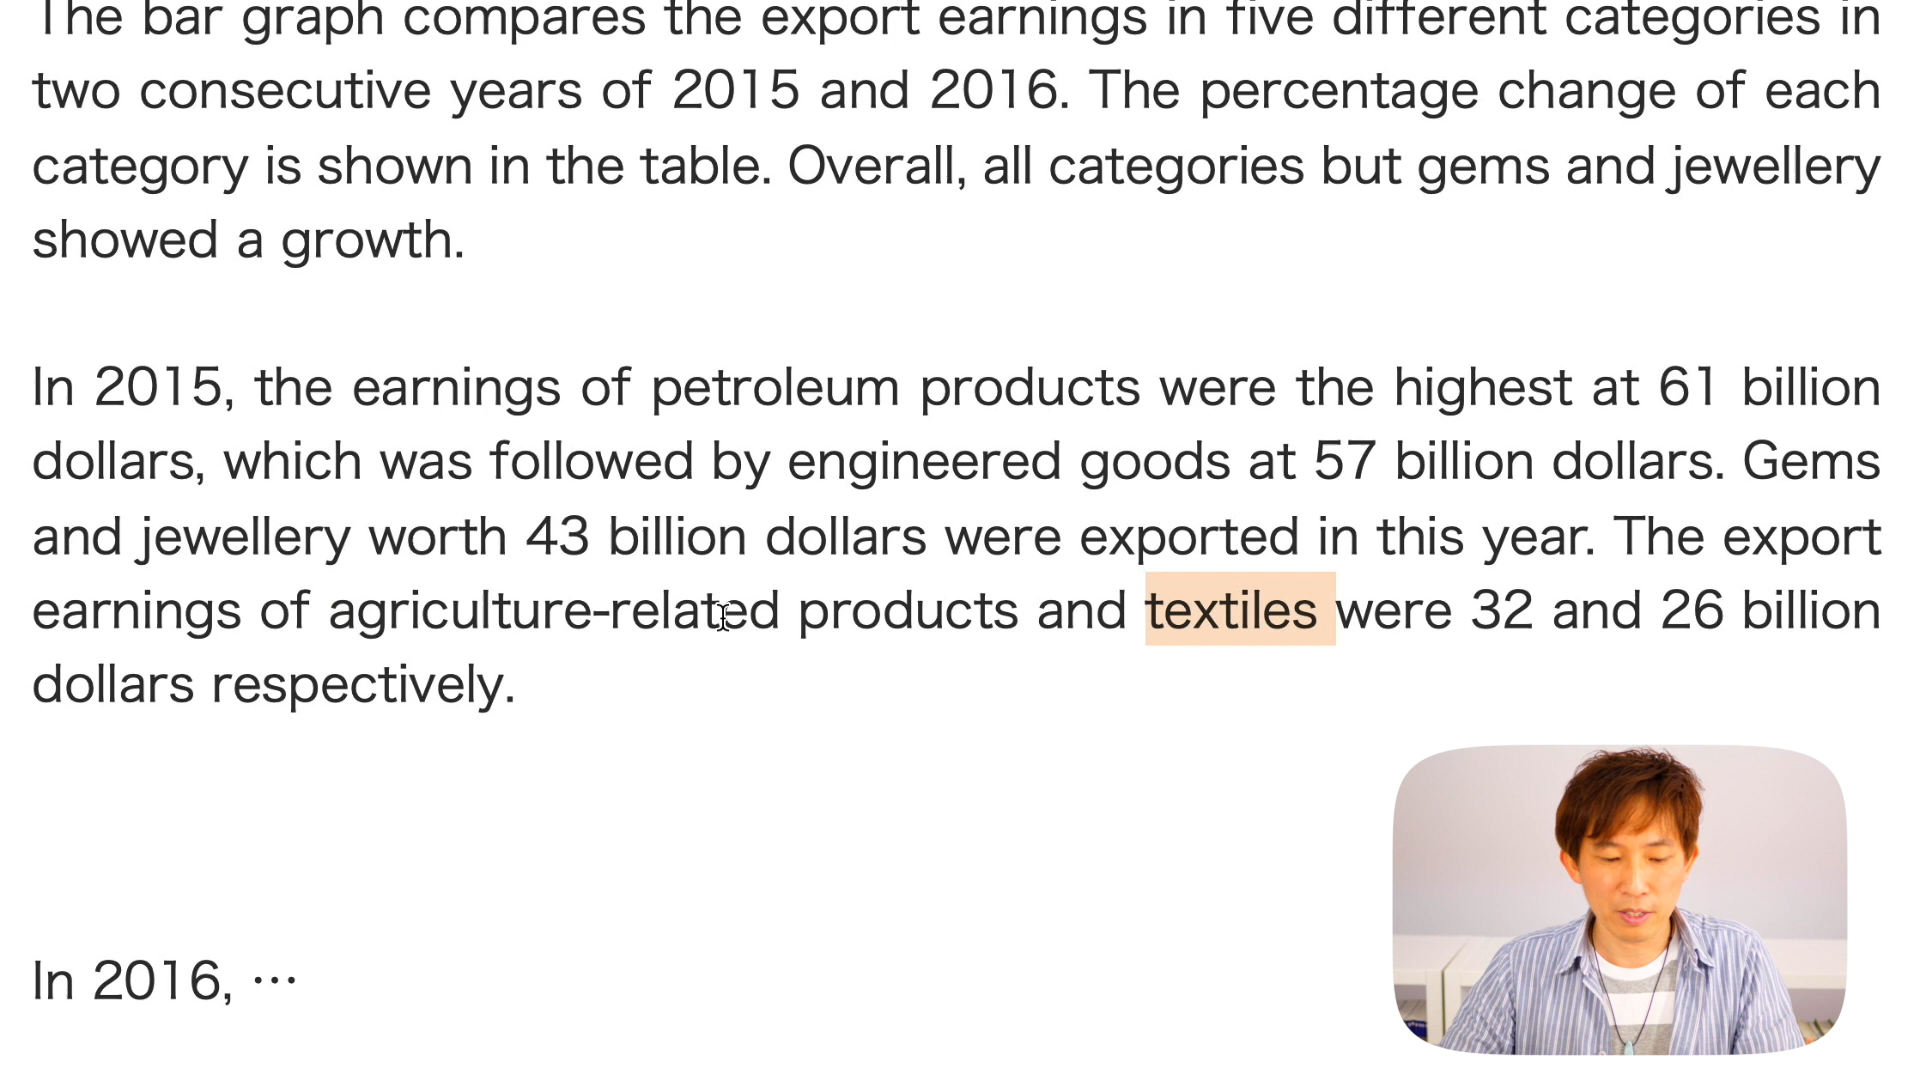 The bar graph compares the export earnings in five different categories in
two consecutive years of 2015 and 2016. The percentage change of each
category is shown in the table. Overall, all categories but gems and jewellery
showed a growth.
In 2015, the earnings of petroleum products were the highest at 61 billion
dollars, which was followed by engineered goods at 57 billion dollars. Gems
and jewellery worth 43 billion dollars were exported in this year. The export
earnings of agriculture-related products and textiles were 32 and 26 billion
dollars respectively.
In 2016, …